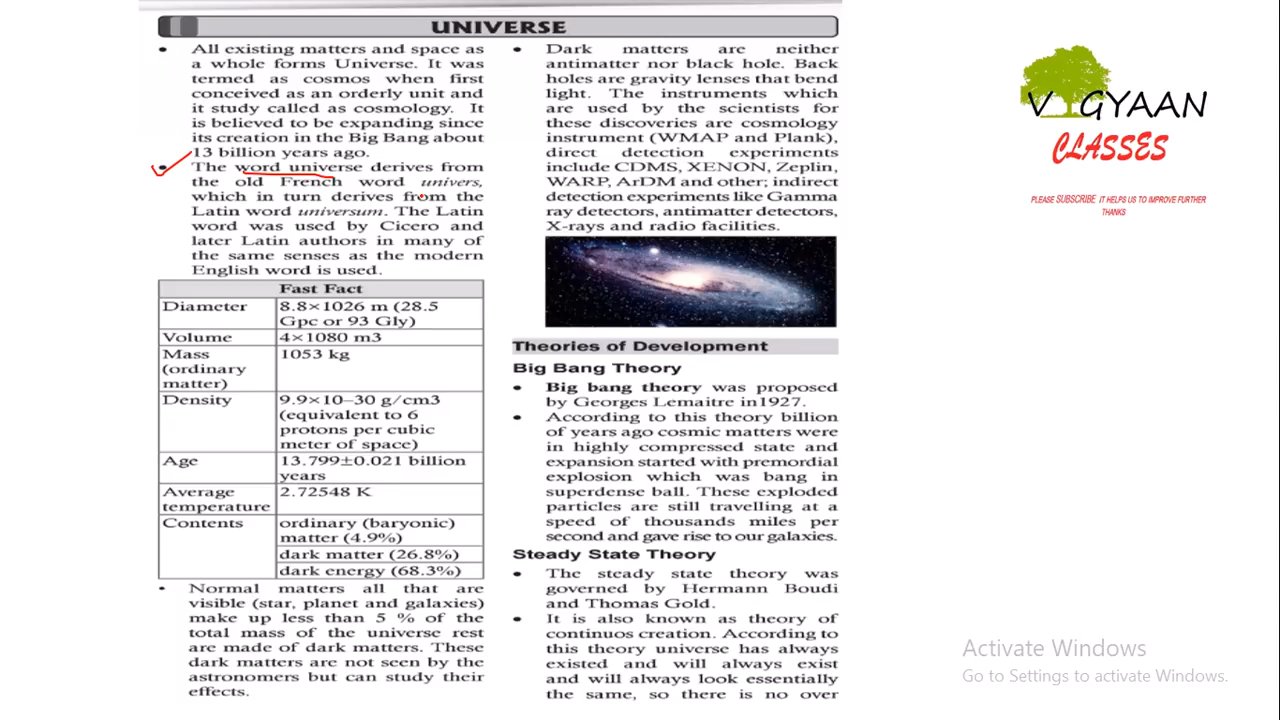 UNIVERSE
• All existing matters and space as
a whole forms Universe. It was
termed as cosmos when first
conceived as an orderly unit and
it study called as cosmology. It
is believed to be expanding since
its creation in the Big Bang about
13 billion years ago.
• The word universe derives from
the old French word univers,
which in turn derives from the
Latin word universum. The Latin
word was used by Cicero and
later Latin authors in many of
the same senses as the modern
English word is used.
Fast Fact
Diameter 8.8×1026 m (28.5
Gpc or 93 Gly)
Volume 4×1080 m3
Mass 1053 kg
(ordinary
matter)
Density 9.9×10–30 g/cm3
(equivalent to 6
protons per cubic
meter of space)
Age 13.799±0.021 billion
years
Average 2.72548 K
temperature
Contents ordinary (baryonic)
matter (4.9%)
dark matter (26.8%)
dark energy (68.3%)
• Normal matters all that are
visible (star, planet and galaxies)
make up less than 5 % of the
total mass of the universe rest
are made of dark matters. These
dark matters are not seen by the
astronomers but can study their
effects.
• Dark matters are neither
antimatter nor black hole. Back
holes are gravity lenses that bend
light. The instruments which
are used by the scientists for
these discoveries are cosmology
instrument (WMAP and Plank),
direct detection experiments
include CDMS, XENON, Zeplin,
WARP, ArDM and other; indirect
detection experiments like Gamma
ray detectors, antimatter detectors,
X-rays and radio facilities.
Theories of Development
Big Bang Theory
• Big bang theory was proposed
by Georges Lemaitre in1927.
• According to this theory billion
of years ago cosmic matters were
in highly compressed state and
expansion started with premordial
explosion which was bang in
superdense ball. These exploded
particles are still travelling at a
speed of thousands miles per
second and gave rise to our galaxies.
Steady State Theory
• The steady state theory was
governed by Hermann Boudi
and Thomas Gold.
• It is also known as theory of
continuos creation. According to
this theory universe has always
existed and will always exist
and will always look essentially
the same, so there is no over
V GYAAN
CLASSES
PLEASE SUBSCRIBE IT HELPS US TO IMPROVE FURTHER
THANKS
Activate Windows
Go to Settings to activate Windows.